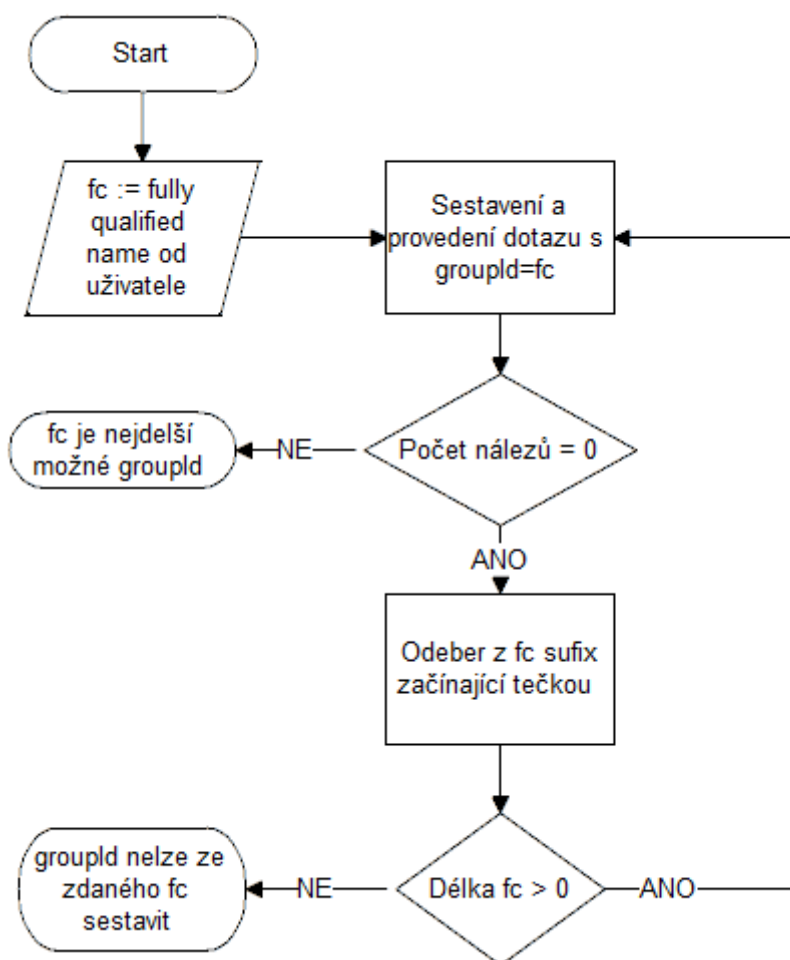 Start
fc := fully
qualified
name od
uživatele
Sestavení a
provedení dotazu s
groupId=fc
Počet nálezů = 0
NE
fc je nejdelší
možné groupId
ANO
Odeber z fc sufix
začínající tečkou
Délka fc > 0
NE
groupId nelze ze
zdaného fc
sestavit
ANO